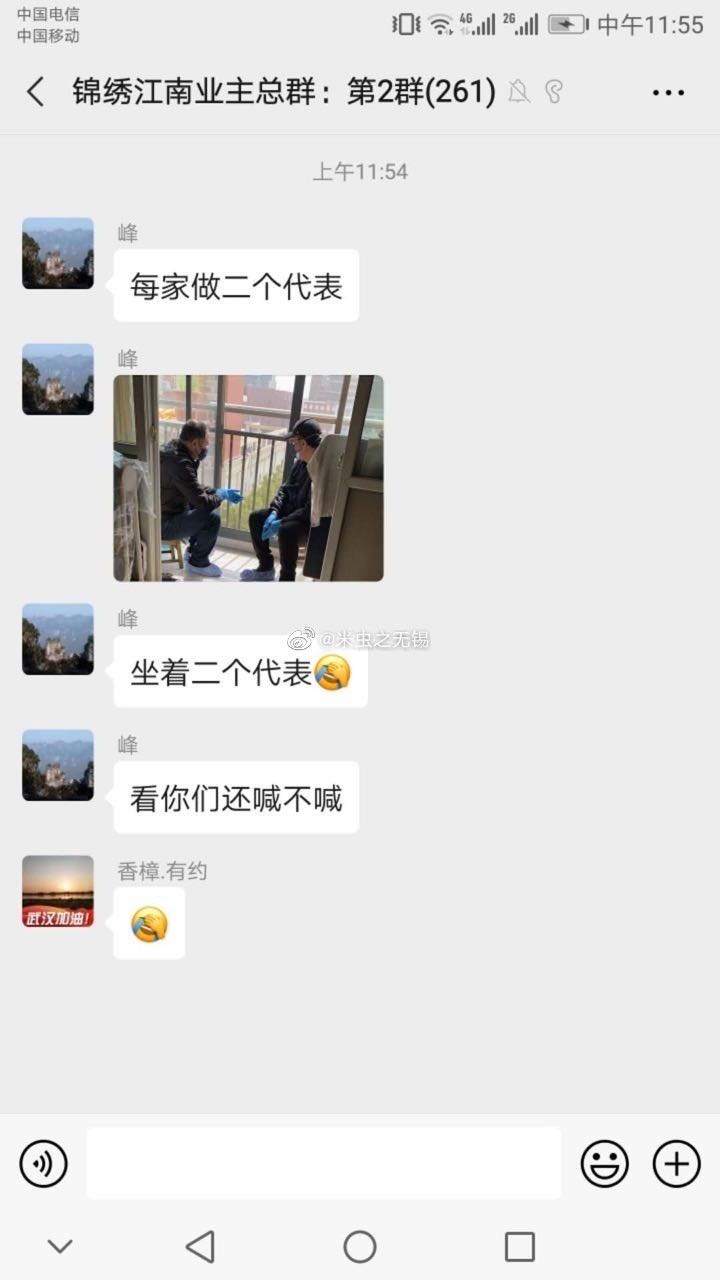 中国电信
中国移动
4G
2G
中午11:55
锦绣江南业主总群：第2群(261)
上午11:54
峰
每家做二个代表
峰
峰
@米虫之无锡
坐着二个代表🤦
峰
看你们还喊不喊
香樟.有约
武汉加油!
🤦